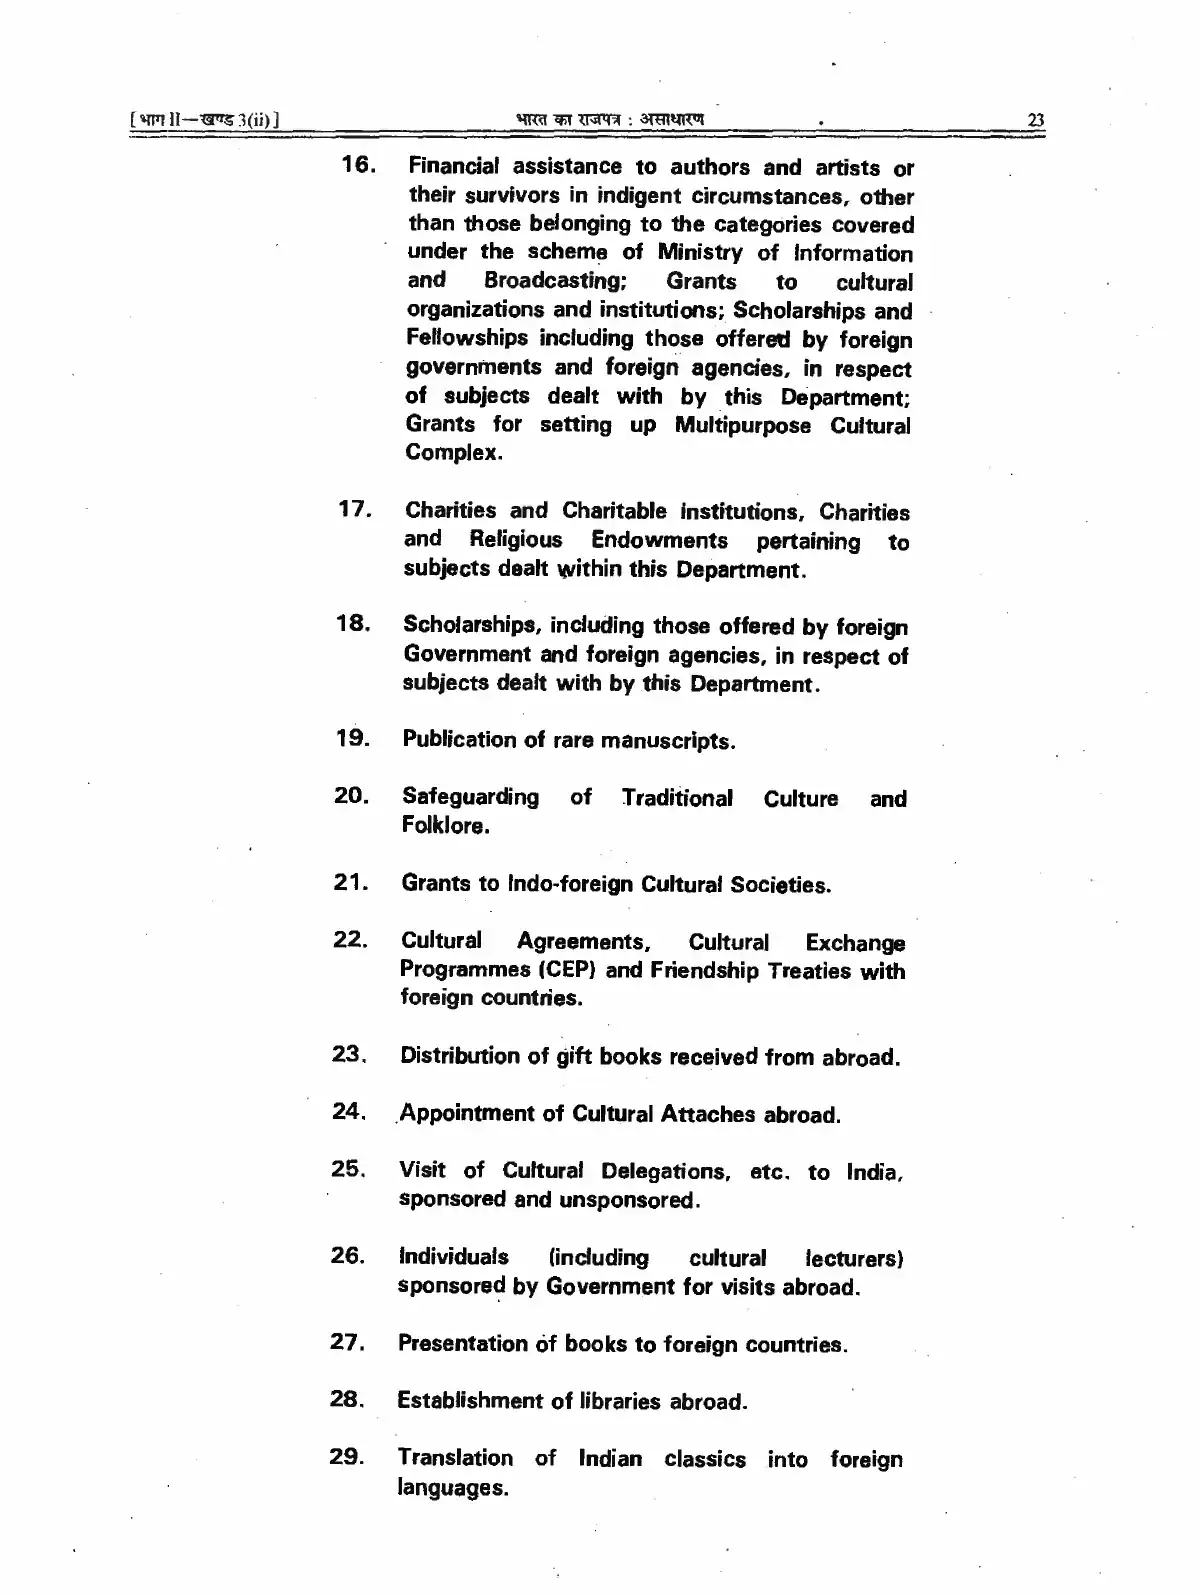 [ भाग II—खण्ड 3(ii) ] भारत का राजपत्र : असाधारण 23
16. Financial assistance to authors and artists or
their survivors in indigent circumstances, other
than those belonging to the categories covered
under the scheme of Ministry of Information
and Broadcasting; Grants to cultural
organizations and institutions; Scholarships and
Fellowships including those offered by foreign
governments and foreign agencies, in respect
of subjects dealt with by this Department;
Grants for setting up Multipurpose Cultural
Complex.
17. Charities and Charitable institutions, Charities
and Religious Endowments pertaining to
subjects dealt within this Department.
18. Scholarships, including those offered by foreign
Government and foreign agencies, in respect of
subjects dealt with by this Department.
19. Publication of rare manuscripts.
20. Safeguarding of Traditional Culture and
Folklore.
21. Grants to Indo-foreign Cultural Societies.
22. Cultural Agreements, Cultural Exchange
Programmes (CEP) and Friendship Treaties with
foreign countries.
23. Distribution of gift books received from abroad.
24. Appointment of Cultural Attaches abroad.
25. Visit of Cultural Delegations, etc. to India,
sponsored and unsponsored.
26. Individuals (including cultural lecturers)
sponsored by Government for visits abroad.
27. Presentation of books to foreign countries.
28. Establishment of libraries abroad.
29. Translation of Indian classics into foreign
languages.